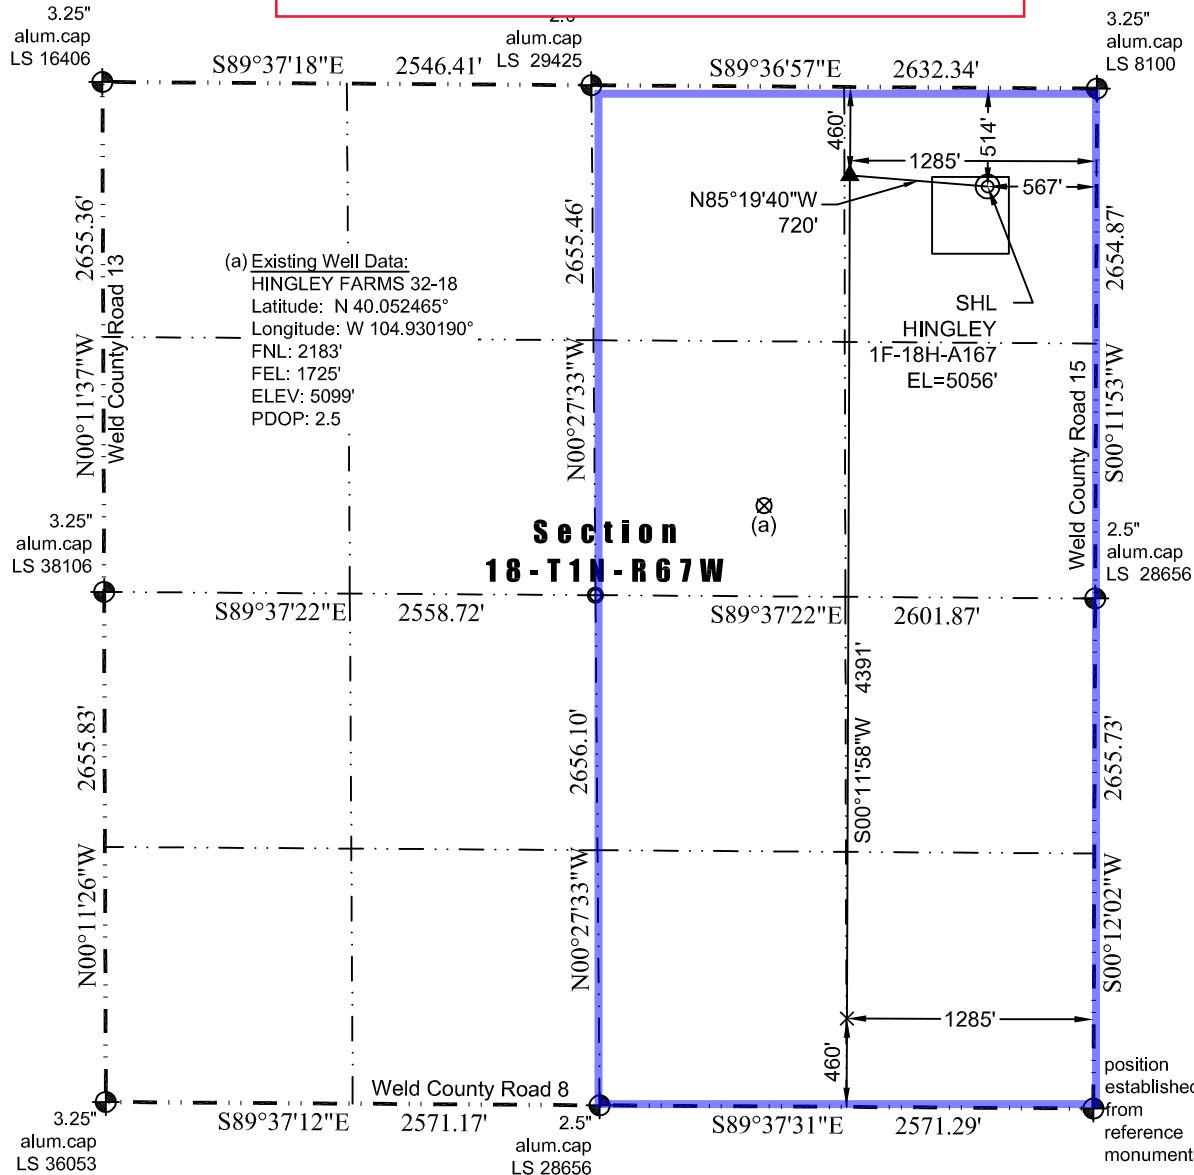 3.25"
alum.cap
LS 16406
S89°37'18"E 2546.41'
alum.cap
LS 29425
S89°36'57"E 2632.34'
3.25"
alum.cap
LS 8100
460'
514'
1285'
567'
N85°19'40"W
720'
2655.36'
Weld County Road 13
N00°11'37"W
2655.46'
N00°27'33"W
2654.87'
S00°11'53"W
Weld County Road 15
(a) Existing Well Data:
HINGLEY FARMS 32-18
Latitude: N 40.052465°
Longitude: W 104.930190°
FNL: 2183'
FEL: 1725'
ELEV: 5099'
PDOP: 2.5
SHL
HINGLEY
1F-18H-A167
EL=5056'
(a)
Section
18-T1N-R67W
3.25"
alum.cap
LS 38106
2.5"
alum.cap
LS 28656
S89°37'22"E 2558.72'
S89°37'22"E 2601.87'
S00°11'58"W 4391'
2655.83'
N00°11'26"W
2656.10'
N00°27'33"W
2655.73'
S00°12'02"W
1285'
460'
Weld County Road 8
3.25"
alum.cap
LS 36053
S89°37'12"E 2571.17'
2.5"
alum.cap
LS 28656
S89°37'31"E 2571.29'
position
established
from
reference
monument